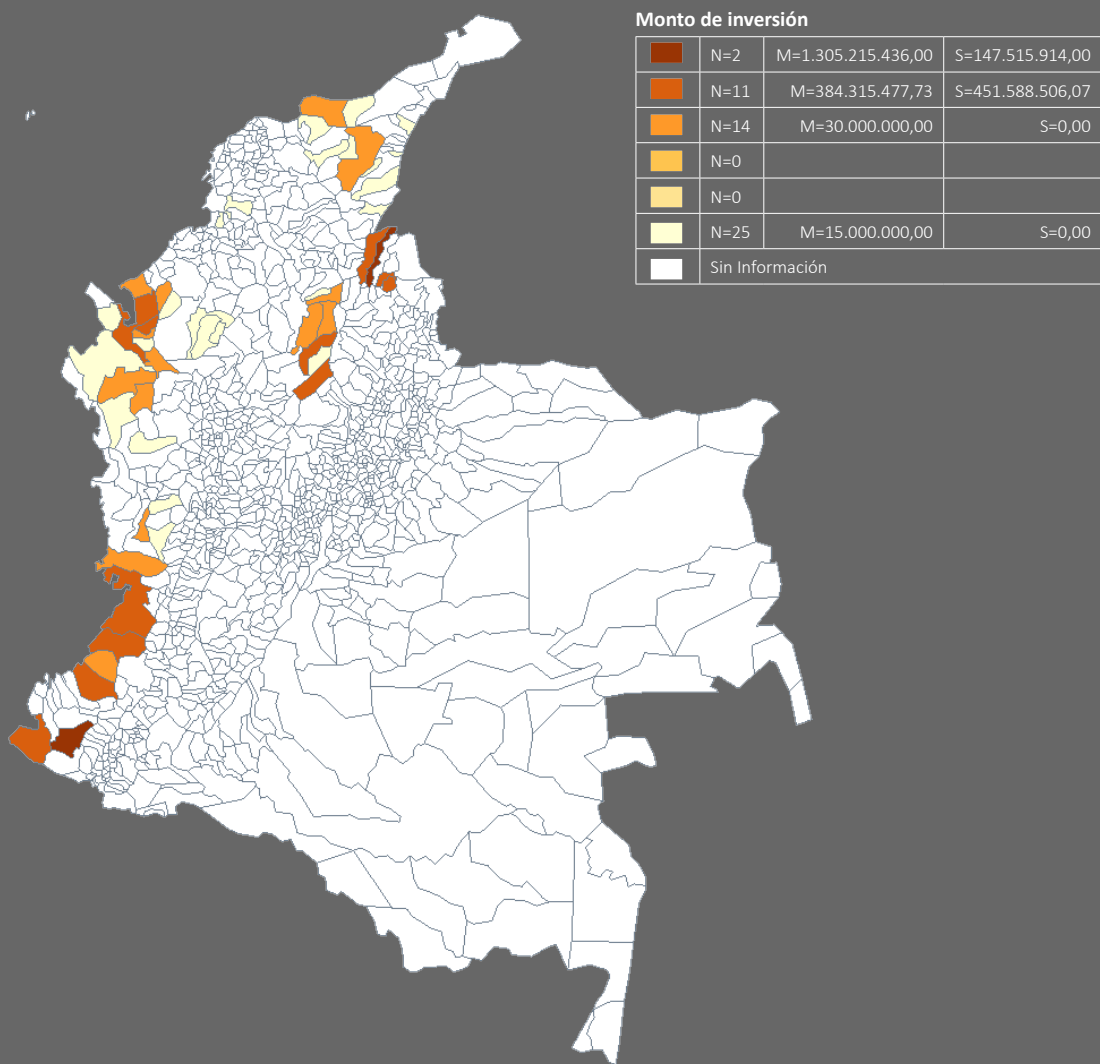 Monto de inversión
N=2 M=1.305.215.436,00 S=147.515.914,00
N=11 M=384.315.477,73 S=451.588.506,07
N=14 M=30.000.000,00 S=0,00
N=0
N=0
N=25 M=15.000.000,00 S=0,00
Sin Información